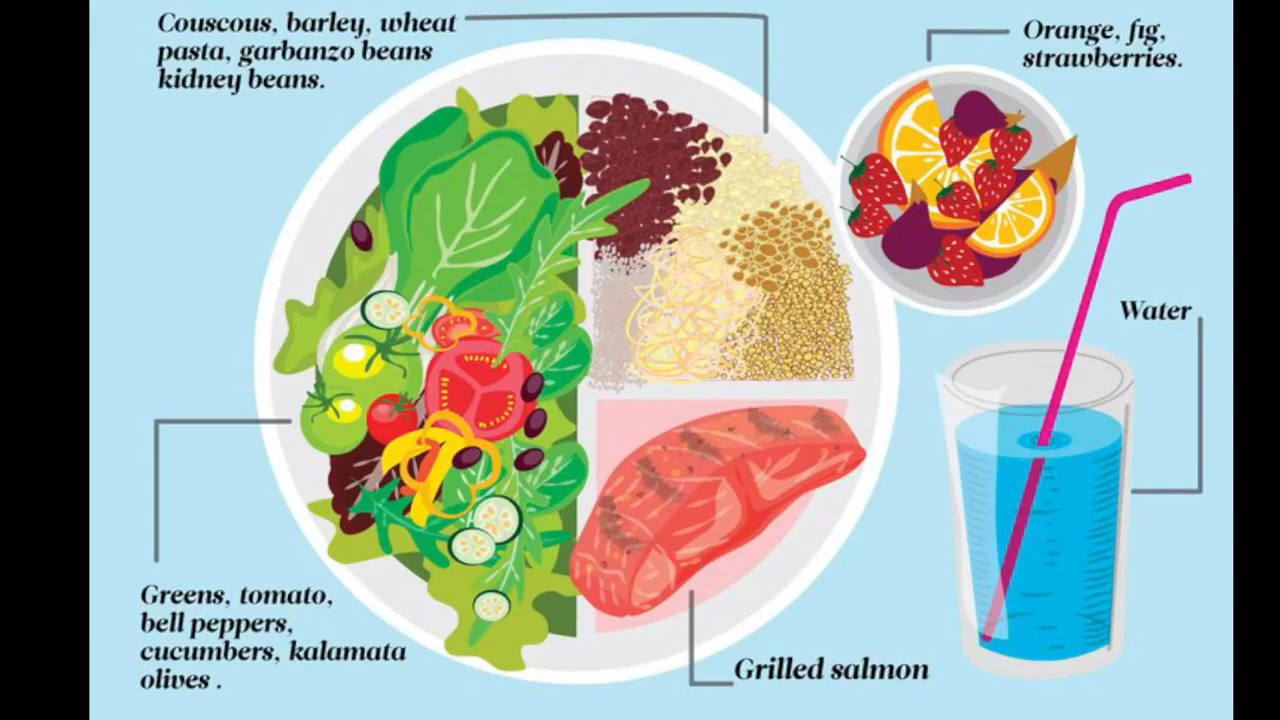 Couscous, barley, wheat
pasta, garbanzo beans
kidney beans.
Orange, fig,
strawberries.
Water
Greens, tomato,
bell peppers,
cucumbers, kalamata
olives .
Grilled salmon